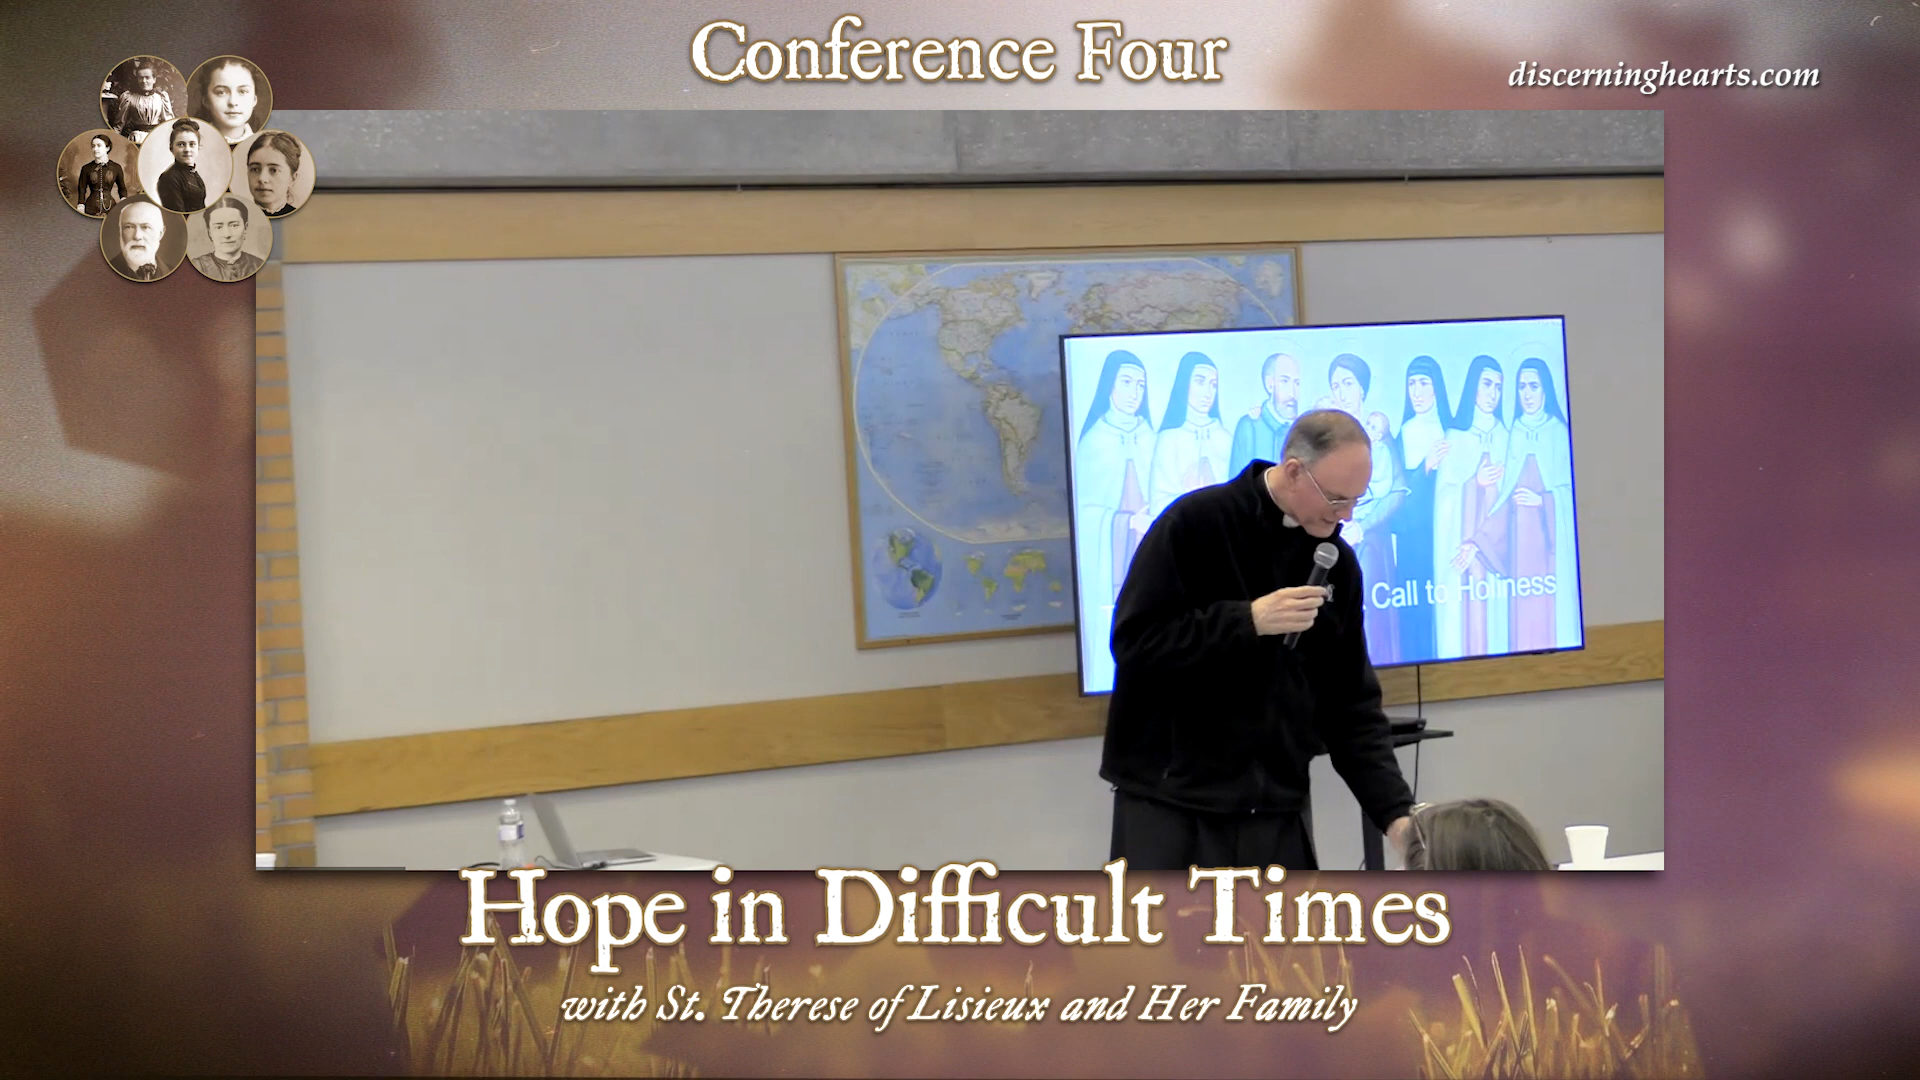 Conference Four
discerninghearts.com
Call to Holiness
Hope in Difficult Times
with St. Therese of Lisieux and Her Family